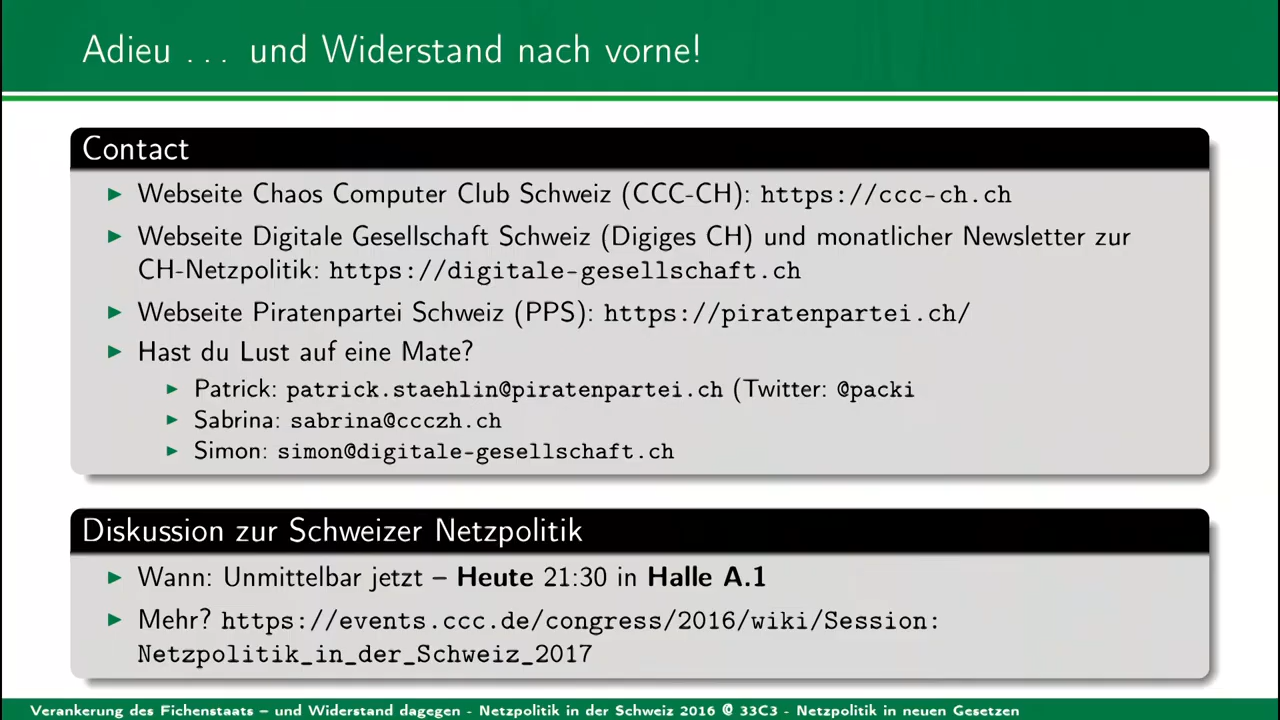 Adieu . . . und Widerstand nach vorne!
Contact
Webseite Chaos Computer Club Schweiz (CCC-CH): https://ccc-ch.ch
Webseite Digitale Gesellschaft Schweiz (Digiges CH) und monatlicher Newsletter zur
CH-Netzpolitik: https://digitale-gesellschaft.ch
Webseite Piratenpartei Schweiz (PPS): https://piratenpartei.ch/
Hast du Lust auf eine Mate?
Patrick: patrick.staehlin@piratenpartei.ch (Twitter: @packi
Sabrina: sabrina@ccczh.ch
Simon: simon@digitale-gesellschaft.ch
Diskussion zur Schweizer Netzpolitik
Wann: Unmittelbar jetzt – Heute 21:30 in Halle A.1
Mehr? https://events.ccc.de/congress/2016/wiki/Session:
Netzpolitik_in_der_Schweiz_2017
Verankerung des Fichenstaats – und Widerstand dagegen - Netzpolitik in der Schweiz 2016 @ 33C3 - Netzpolitik in neuen Gesetzen